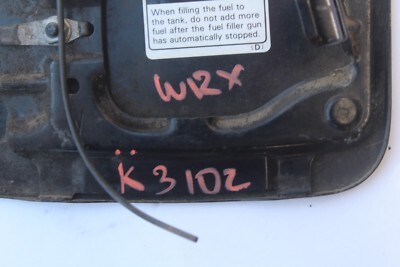 When filling the fuel to
the tank, do not add more
fuel after the fuel filler gun
has automatically stopped.
(D)
WRX
K̈ 3102